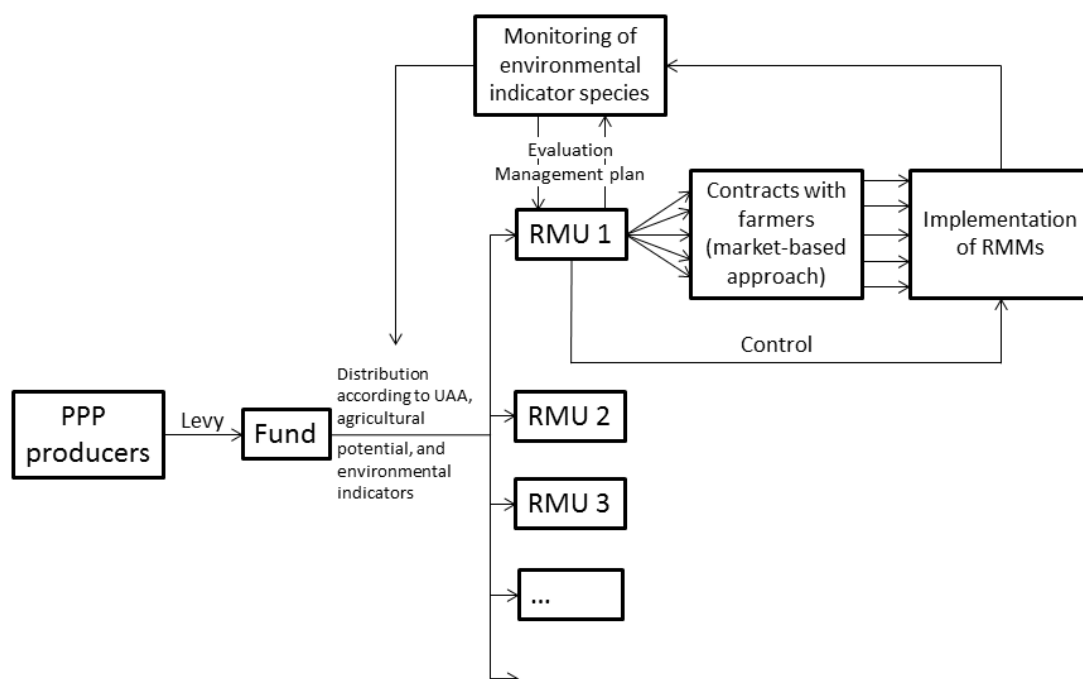 Monitoring of
environmental
indicator species
Evaluation
Management plan
RMU 1
Contracts with
farmers
(market-based
approach)
Implementation
of RMMs
Control
Distribution
according to UAA,
agricultural
potential, and
environmental
indicators
PPP
producers
Levy
Fund
RMU 2
RMU 3
...